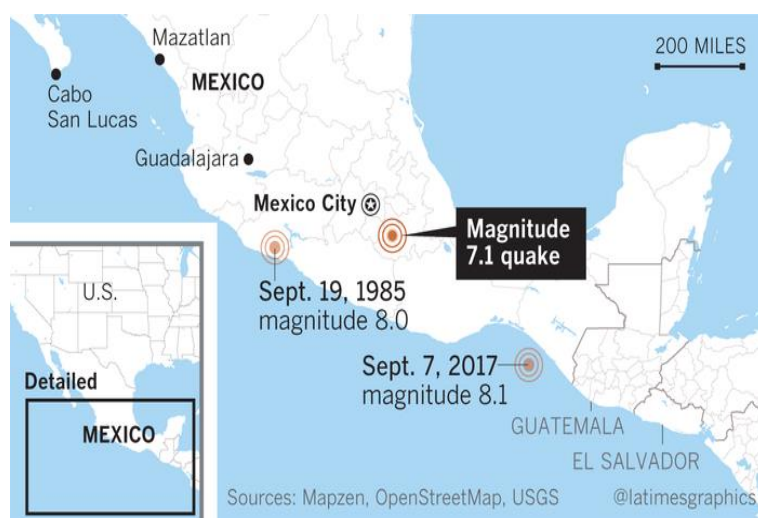 Mazatlan
MEXICO
200 MILES
Cabo
San Lucas
Guadalajara
Mexico City
Magnitude
7.1 quake
Sept. 19, 1985
magnitude 8.0
U.S.
Sept. 7, 2017
magnitude 8.1
Detailed
MEXICO
GUATEMALA
EL SALVADOR
Sources: Mapzen, OpenStreetMap, USGS
@latimesgraphics